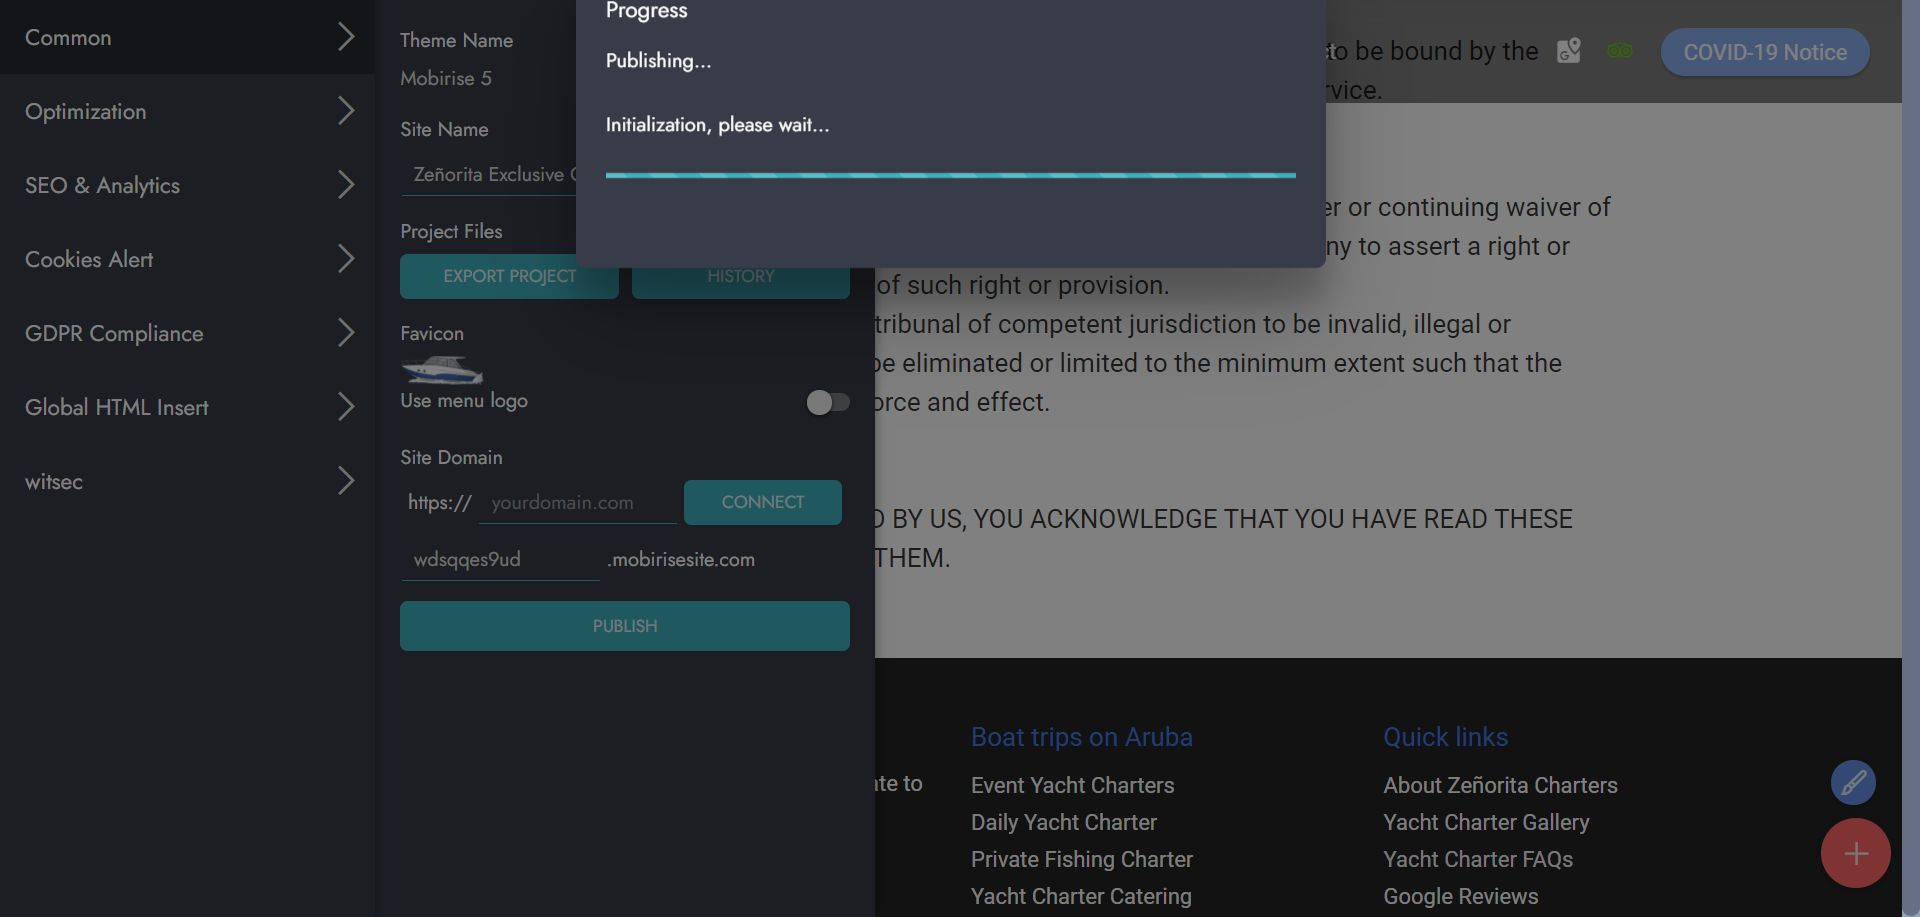 Common
Optimization
SEO & Analytics
Cookies Alert
GDPR Compliance
Global HTML Insert
witsec
Theme Name
Mobirise 5
Site Name
Zeñorita Exclusive
Project Files
EXPORT PROJECT
HISTORY
Favicon
Use menu logo
Site Domain
https://
yourdomain.com
CONNECT
wdsqqes9ud
.mobirisesite.com
PUBLISH
Progress
Publishing...
Initialization, please wait...
to be bound by the
COVID-19 Notice
or continuing waiver of
to assert a right or
of such right or provision.
tribunal of competent jurisdiction to be invalid, illegal or
be eliminated or limited to the minimum extent such that the
and effect.
BY US, YOU ACKNOWLEDGE THAT YOU HAVE READ THESE
THEM.
to
Boat trips on Aruba
Event Yacht Charters
Daily Yacht Charter
Private Fishing Charter
Yacht Charter Catering
Quick links
About Zeñorita Charters
Yacht Charter Gallery
Yacht Charter FAQs
Google Reviews